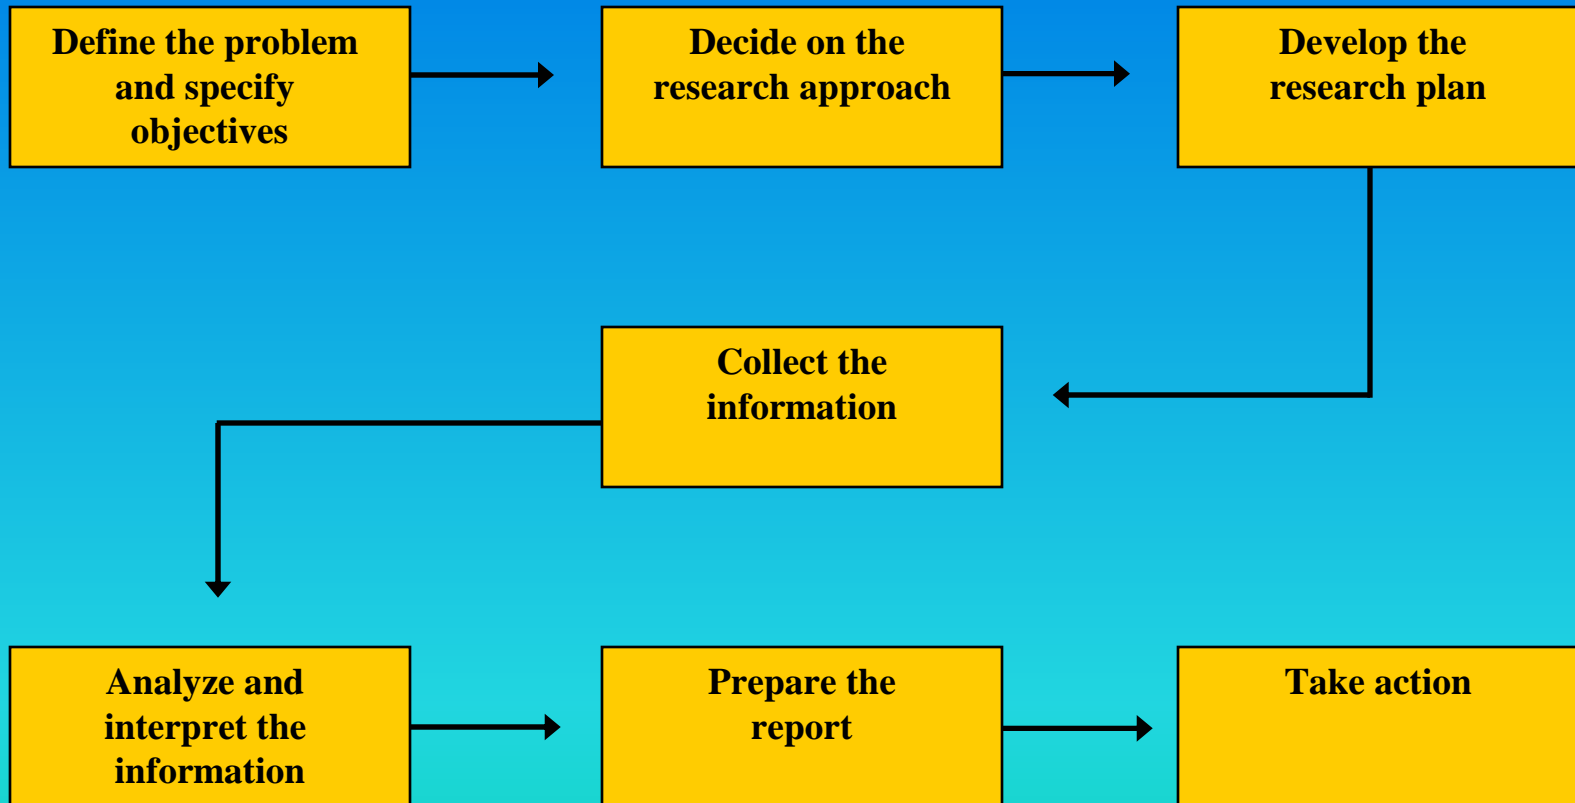 Define the problem
and specify
objectives
Decide on the
research approach
Develop the
research plan
Collect the
information
Analyze and
interpret the
information
Prepare the
report
Take action